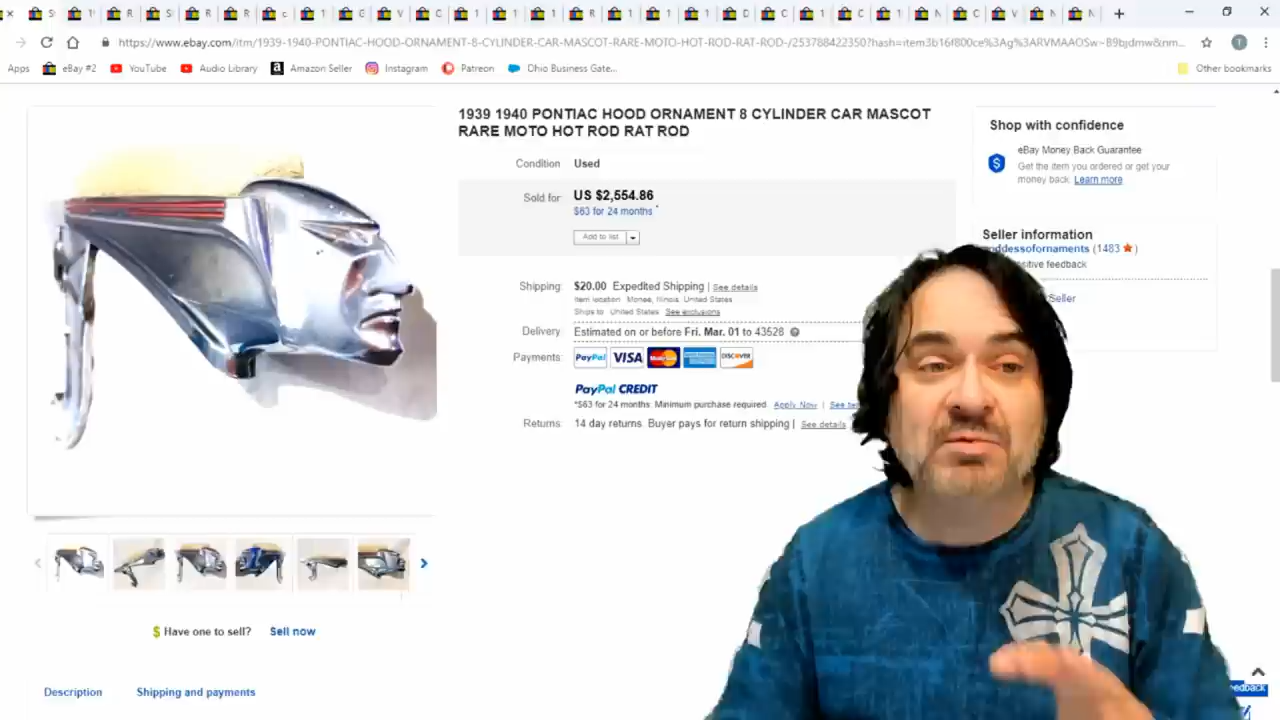 https://www.ebay.com/itm/1939-1940-PONTIAC-HOOD-ORNAMENT-8-CYLINDER-CAR-MASCOT-RARE-MOTO-HOT-ROD-RAT-ROD-/253788422350?hash=item3b16f800ce%3Ag%3ARVMAAOSw~B9bjdmw&nm...
T
Apps eBay #2 YouTube Audio Library Amazon Seller Instagram Patreon Ohio Business Gate... Other bookmarks
1939 1940 PONTIAC HOOD ORNAMENT 8 CYLINDER CAR MASCOT
RARE MOTO HOT ROD RAT ROD
Condition Used
Sold for: US $2,554.86
$63 for 24 months *
Add to list
Shipping: $20.00 Expedited Shipping | See details
Item location: Monee, Illinois, United States
Ships to: United States See exclusions
Delivery: Estimated on or before Fri. Mar. 01 to 43528
Payments: PayPal VISA DISCOVER
PayPal CREDIT
*$63 for 24 months. Minimum purchase required. Apply Now | See
Returns: 14 day returns. Buyer pays for return shipping | See details
Shop with confidence
eBay Money Back Guarantee
Get the item you ordered or get your
money back. Learn more
Seller information
ddessofornaments (1483 )
sitive feedback
Seller
$ Have one to sell? Sell now
Description Shipping and payments
edback